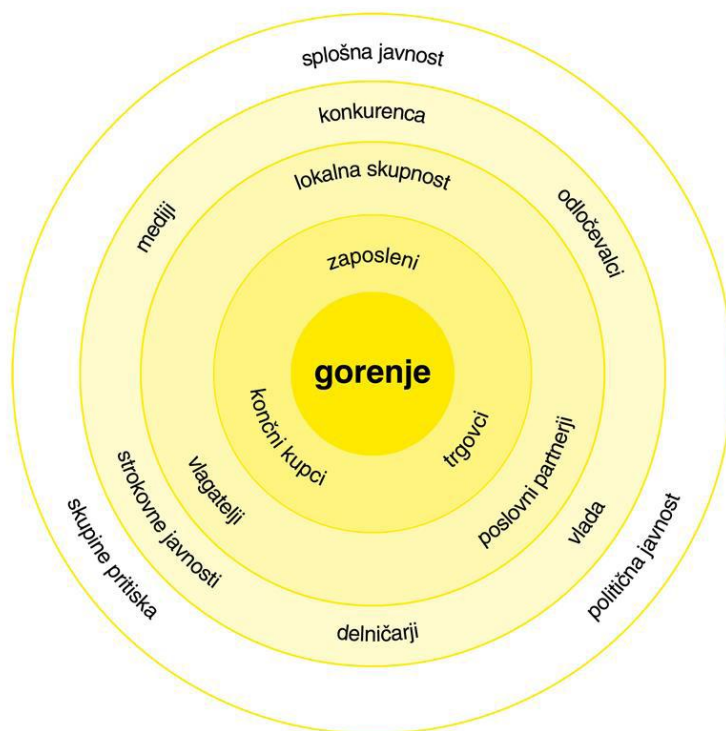 splošna javnost
konkurenca
lokalna skupnost
mediji
odločevalci
zaposleni
gorenje
končni kupci
trgovci
vlagatelji
poslovni partnerji
strokovne javnosti
vlada
skupine pritiska
politična javnost
delničarji